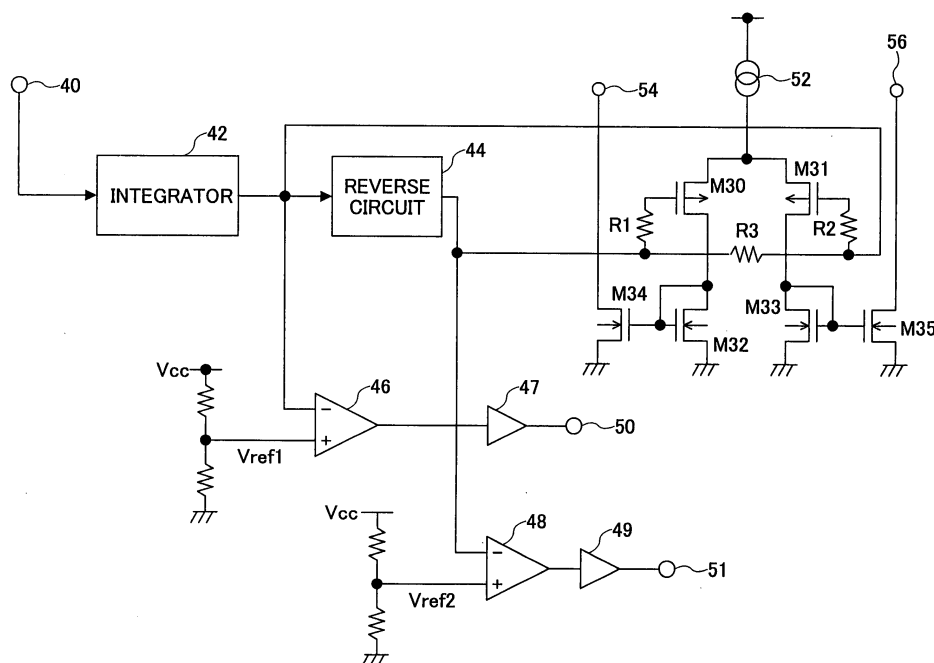 40
42
INTEGRATOR
44
REVERSE
CIRCUIT
54
52
56
M30
M31
R1
R3
R2
M34
M32
M33
M35
Vcc
46
47
50
Vref1
Vcc
48
49
51
Vref2